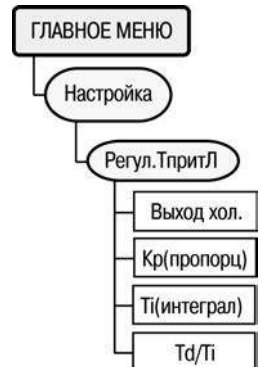 ГЛАВНОЕ МЕНЮ
Настройка
Регул.ТпритЛ
Выход хол.
Кр(пропорц)
Ti(интеграл)
Td/Ti